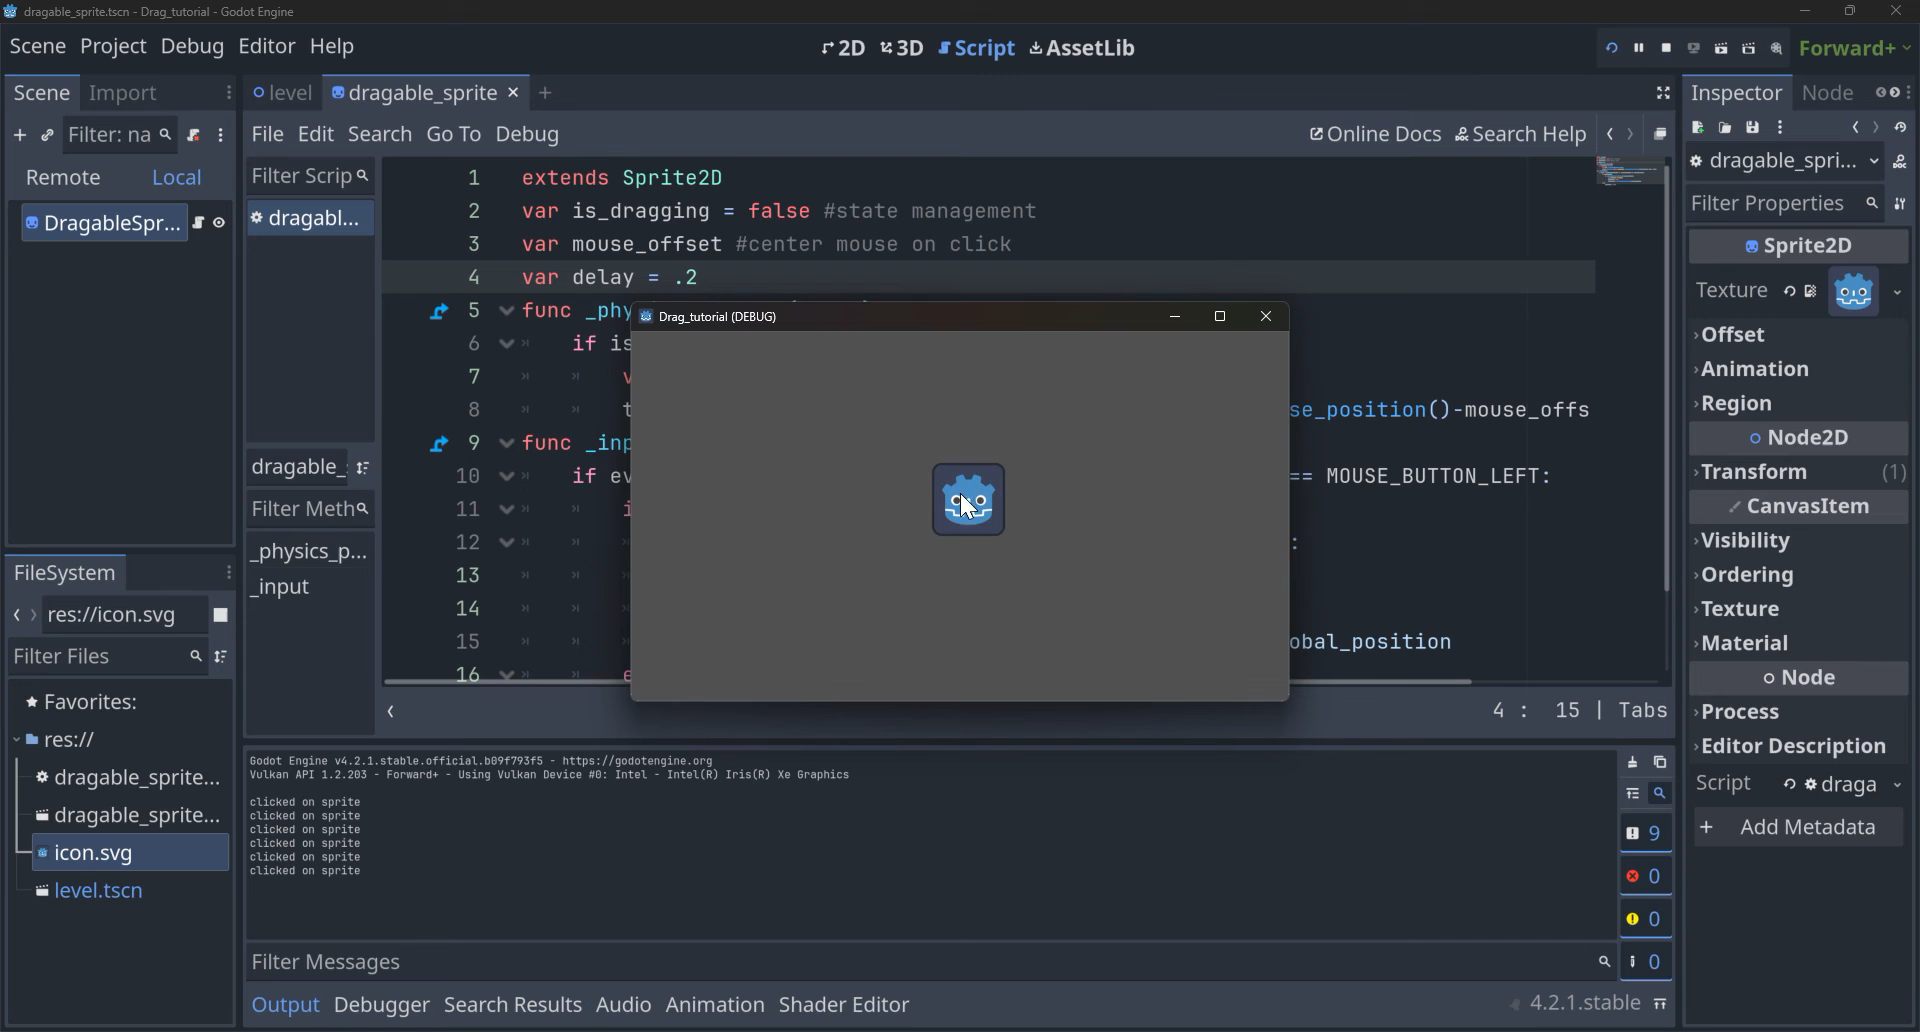 dragable_sprite.tscn - Drag_tutorial - Godot Engine
Scene Project Debug Editor Help
2D 3D Script AssetLib
Forward+
Scene Import
level dragable_sprite
Inspector Node
Filter: na
File Edit Search Go To Debug
Online Docs Search Help
Remote Local
DragableSpr...
Filter Scrip
dragabl...
dragable_
Filter Meth
_physics_p...
_input
1 extends Sprite2D
2 var is_dragging = false #state management
3 var mouse_offset #center mouse on click
4 var delay = .2
5 func _phy
6 if is
7 v
8 t se_position()-mouse_offs
9 func _inp
10 if ev == MOUSE_BUTTON_LEFT:
11 i
12 :
13
14
15 obal_position
16 e
Drag_tutorial (DEBUG)
4 : 15 | Tabs
dragable_spri...
Filter Properties
Sprite2D
Texture
Offset
Animation
Region
Node2D
Transform (1)
CanvasItem
Visibility
Ordering
Texture
Material
Node
Process
Editor Description
Script draga
+ Add Metadata
FileSystem
res://icon.svg
Filter Files
Favorites:
res://
dragable_sprite...
dragable_sprite...
icon.svg
level.tscn
Godot Engine v4.2.1.stable.official.b09f793f5 - https://godotengine.org
Vulkan API 1.2.203 - Forward+ - Using Vulkan Device #0: Intel - Intel(R) Iris(R) Xe Graphics
clicked on sprite
clicked on sprite
clicked on sprite
clicked on sprite
clicked on sprite
clicked on sprite
9
0
0
0
Filter Messages
Output Debugger Search Results Audio Animation Shader Editor
4.2.1.stable